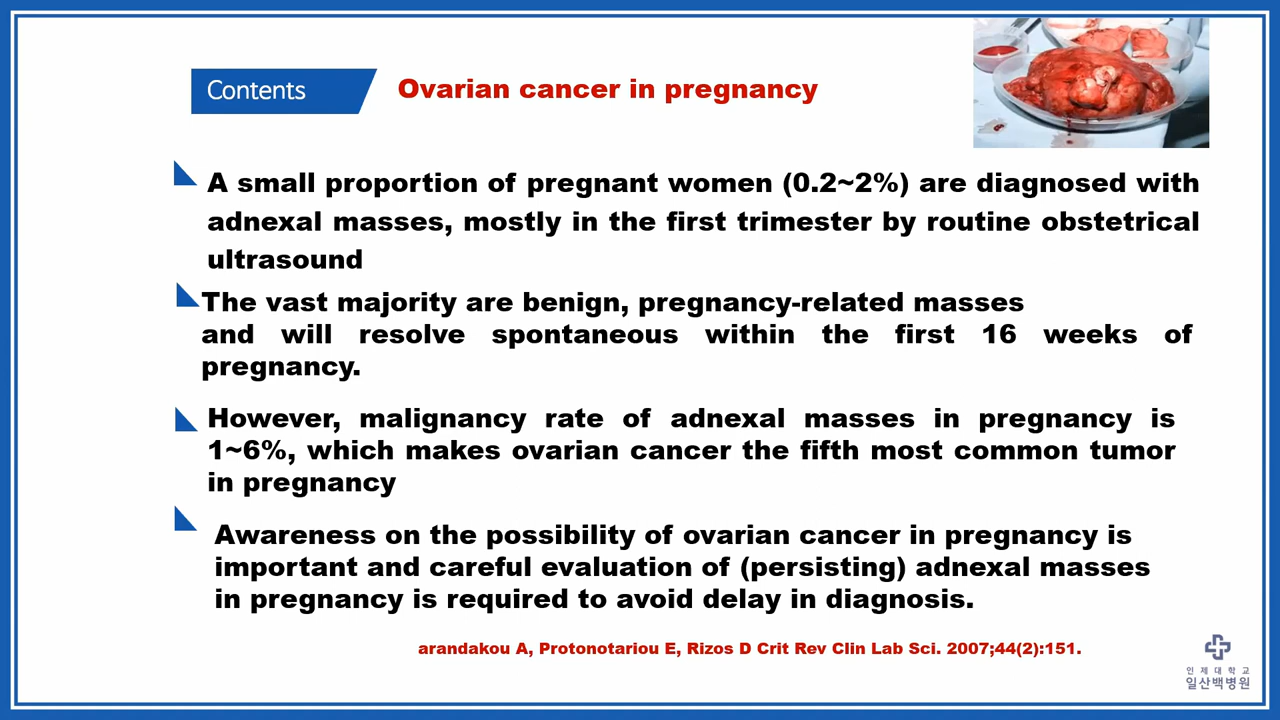 Contents
Ovarian cancer in pregnancy
A small proportion of pregnant women (0.2~2%) are diagnosed with
adnexal masses, mostly in the first trimester by routine obstetrical
ultrasound
The vast majority are benign, pregnancy-related masses
and will resolve spontaneous within the first 16 weeks of
pregnancy.
However, malignancy rate of adnexal masses in pregnancy is
1~6%, which makes ovarian cancer the fifth most common tumor
in pregnancy
Awareness on the possibility of ovarian cancer in pregnancy is
important and careful evaluation of (persisting) adnexal masses
in pregnancy is required to avoid delay in diagnosis.
arandakou A, Protonotariou E, Rizos D Crit Rev Clin Lab Sci. 2007;44(2):151.
인제대학교
일산백병원